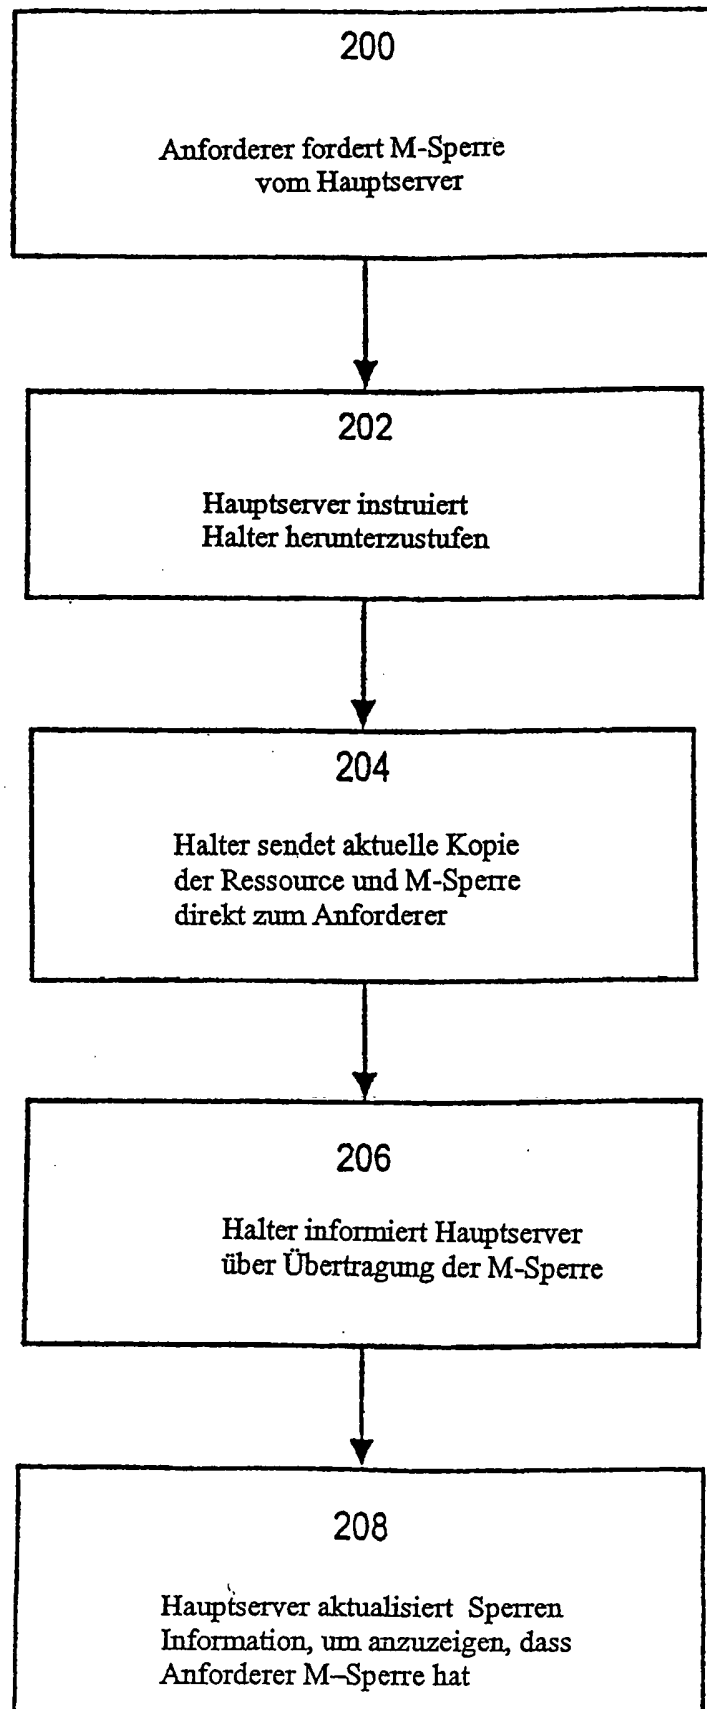 200
Anforderer fordert M-Sperre
vom Hauptserver
202
Hauptserver instruiert
Halter herunterzustufen
204
Halter sendet aktuelle Kopie
der Ressource und M-Sperre
direkt zum Anforderer
206
Halter informiert Hauptserver
über Übertragung der M-Sperre
208
Hauptserver aktualisiert Sperren
Information, um anzuzeigen, dass
Anforderer M–Sperre hat